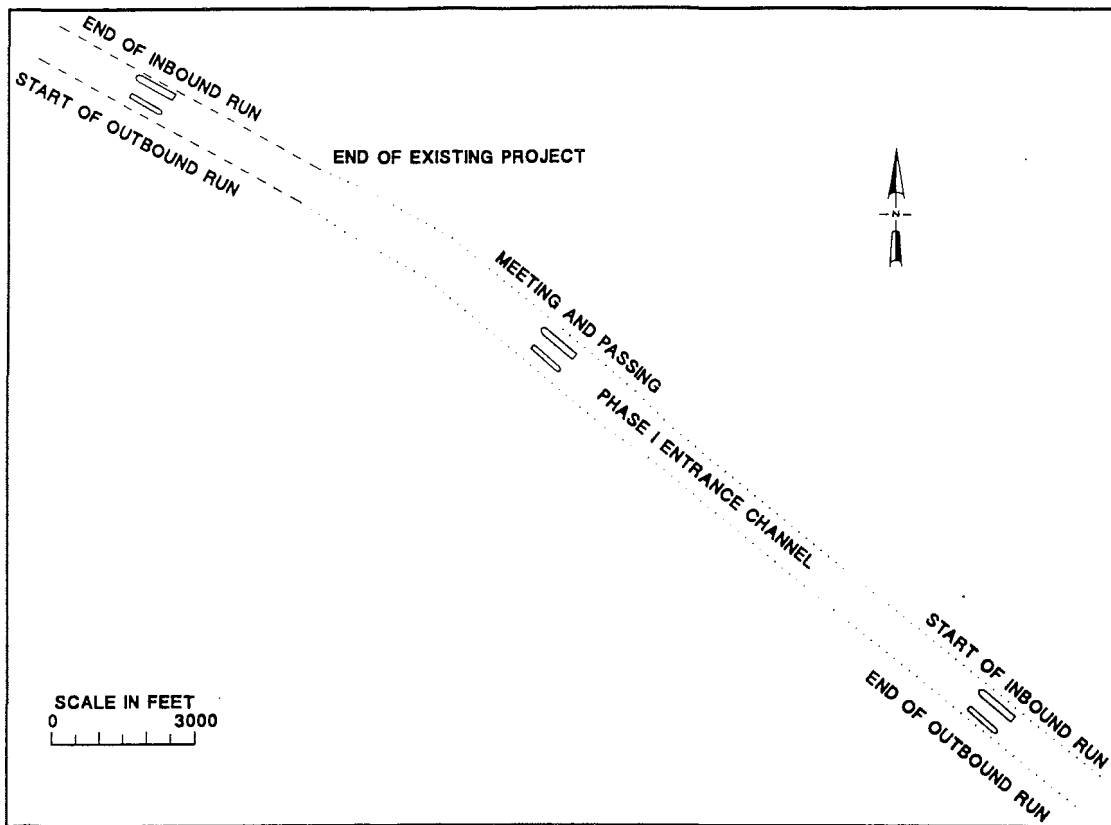 END OF INBOUND RUN
START OF OUTBOUND RUN
END OF EXISTING PROJECT
N
MEETING AND PASSING
PHASE I ENTRANCE CHANNEL
START OF INBOUND RUN
END OF OUTBOUND RUN
SCALE IN FEET
0 3000